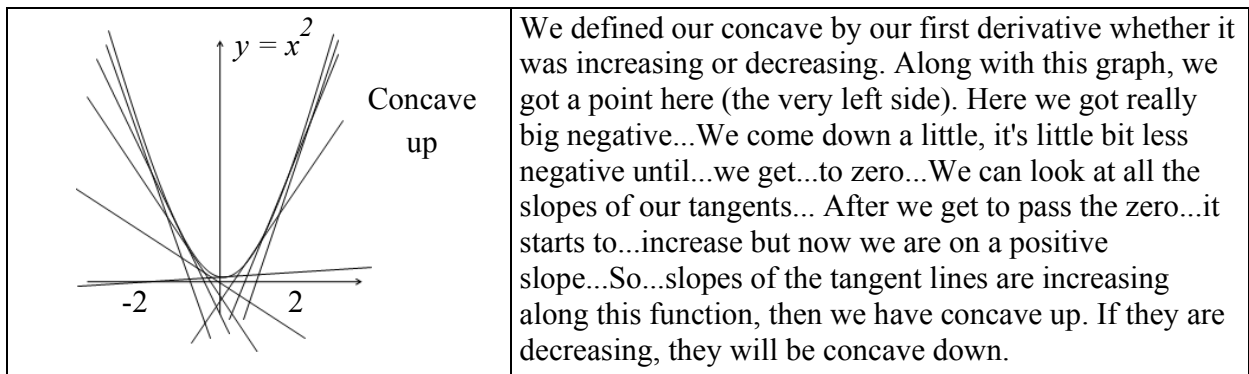 y = x²
Concave
up
-2
2
We defined our concave by our first derivative whether it
was increasing or decreasing. Along with this graph, we
got a point here (the very left side). Here we got really
big negative...We come down a little, it's little bit less
negative until...we get...to zero...We can look at all the
slopes of our tangents... After we get to pass the zero...it
starts to...increase but now we are on a positive
slope...So...slopes of the tangent lines are increasing
along this function, then we have concave up. If they are
decreasing, they will be concave down.